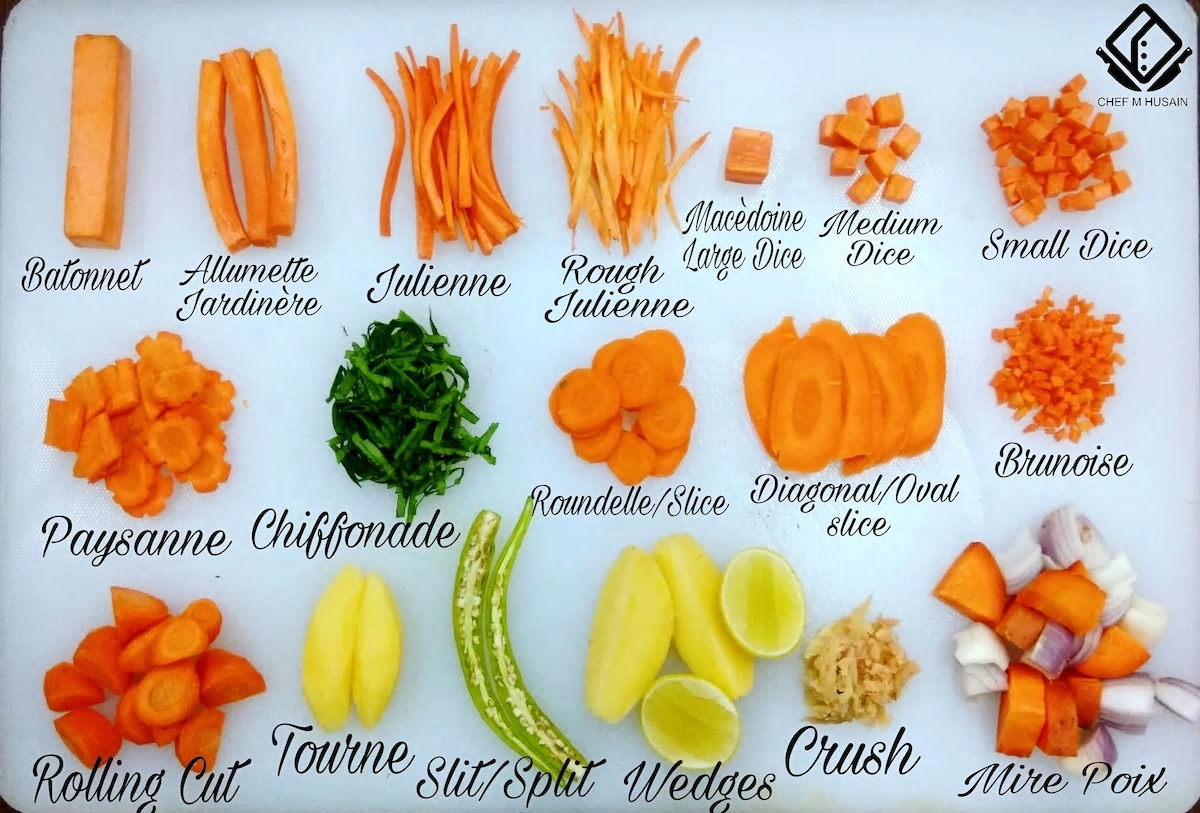 CHEF M HUSAIN
Batonnet
Allumette
Jardinère
Julienne
Rough
Julienne
Macèdoine
Large Dice
Medium
Dice
Small Dice
Paysanne
Chiffonade
Roundelle/Slice
Diagonal/Oval
slice
Brunoise
Rolling Cut
Tourne
Slit/Split
Wedges
Crush
Mire Poix